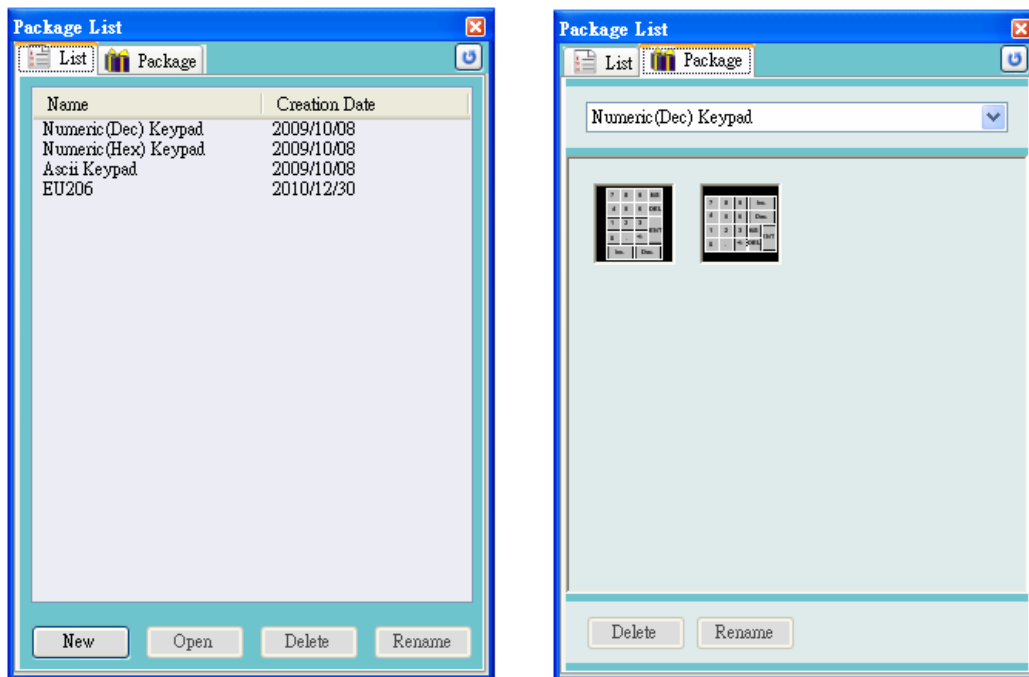 Package List
List Package
Name Creation Date
Numeric(Dec) Keypad 2009/10/08
Numeric(Hex) Keypad 2009/10/08
Ascii Keypad 2009/10/08
EU206 2010/12/30
New Open Delete Rename
Package List
List Package
Numeric(Dec) Keypad
Delete Rename